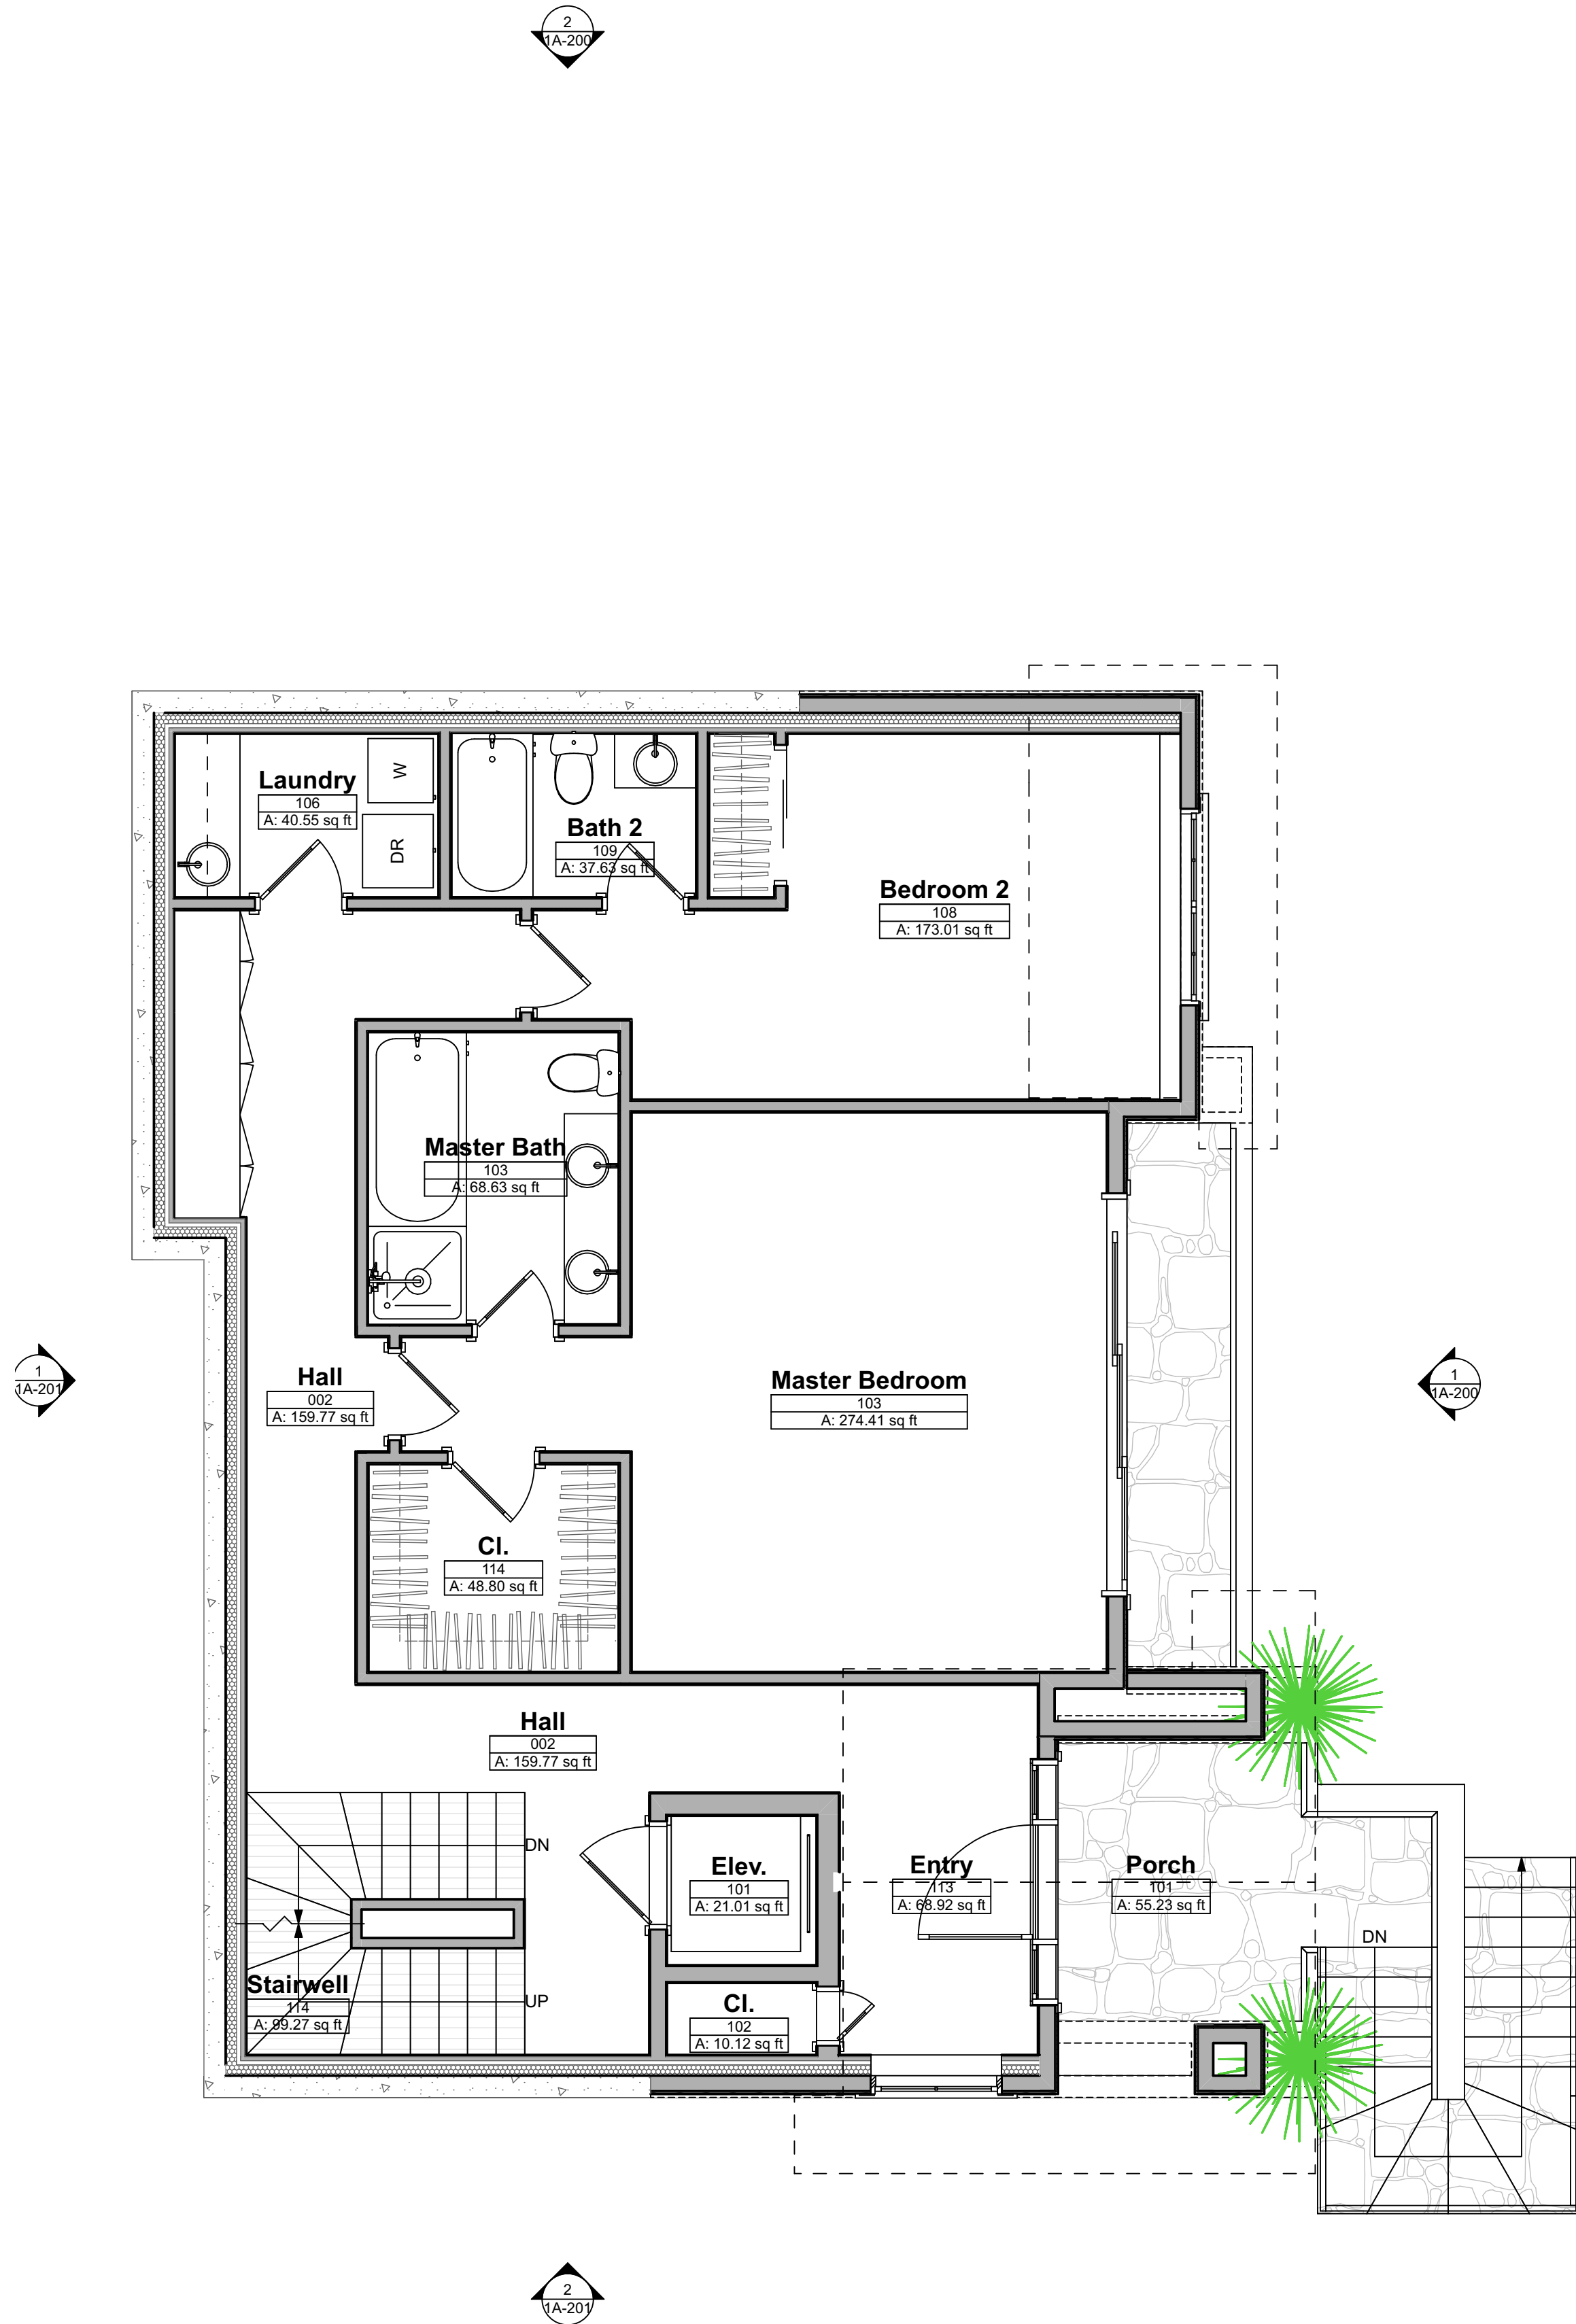 2
1A-200
Laundry
106
A: 40.55 sq ft
W
DR
Bath 2
109
A: 37.63 sq ft
Bedroom 2
108
A: 173.01 sq ft
Master Bath
103
A: 68.63 sq ft
Hall
002
A: 159.77 sq ft
Master Bedroom
103
A: 274.41 sq ft
1
1A-201
1
1A-200
Cl.
114
A: 48.80 sq ft
Hall
002
A: 159.77 sq ft
DN
Elev.
101
A: 21.01 sq ft
Entry
113
A: 68.92 sq ft
Porch
101
A: 55.23 sq ft
DN
Stairwell
114
A: 99.27 sq ft
UP
Cl.
102
A: 10.12 sq ft
2
1A-201